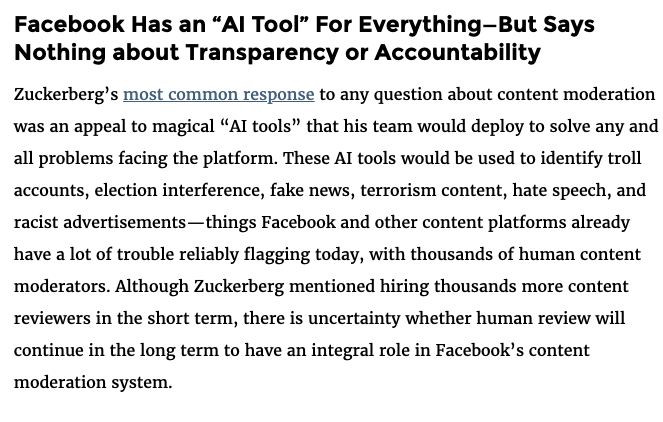 Facebook Has an “AI Tool” For Everything—But Says
Nothing about Transparency or Accountability
Zuckerberg’s most common response to any question about content moderation
was an appeal to magical “AI tools” that his team would deploy to solve any and
all problems facing the platform. These AI tools would be used to identify troll
accounts, election interference, fake news, terrorism content, hate speech, and
racist advertisements—things Facebook and other content platforms already
have a lot of trouble reliably flagging today, with thousands of human content
moderators. Although Zuckerberg mentioned hiring thousands more content
reviewers in the short term, there is uncertainty whether human review will
continue in the long term to have an integral role in Facebook’s content
moderation system.